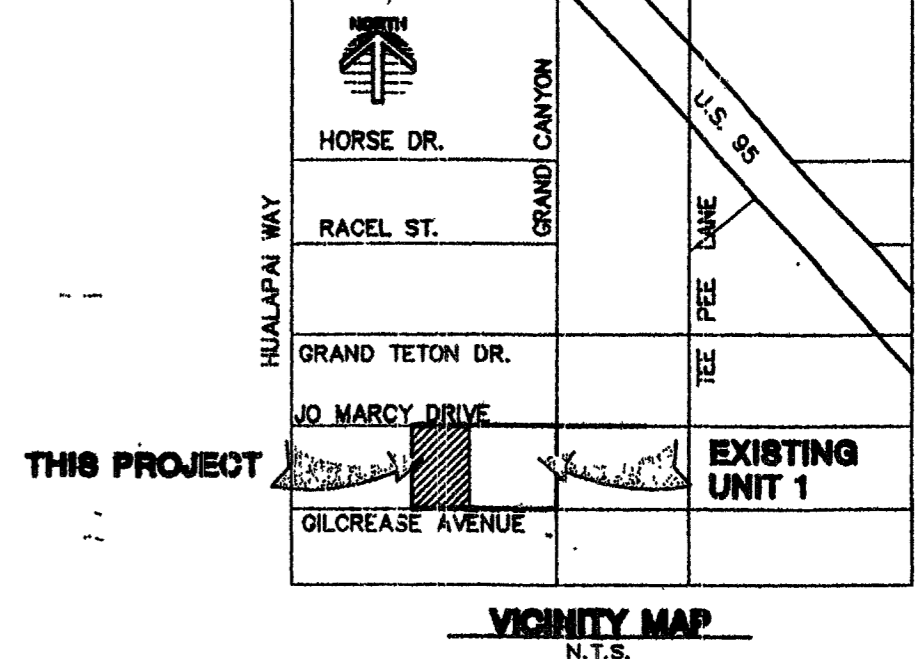 NORTH
HORSE DR.
GRAND CANYON
U.S. 95
RACEL ST.
HUALAPAI WAY
TEE PEE LANE
GRAND TETON DR.
JO MARCY DRIVE
THIS PROJECT
EXISTING
UNIT 1
GILCREASE AVENUE
VICINITY MAP
N.T.S.